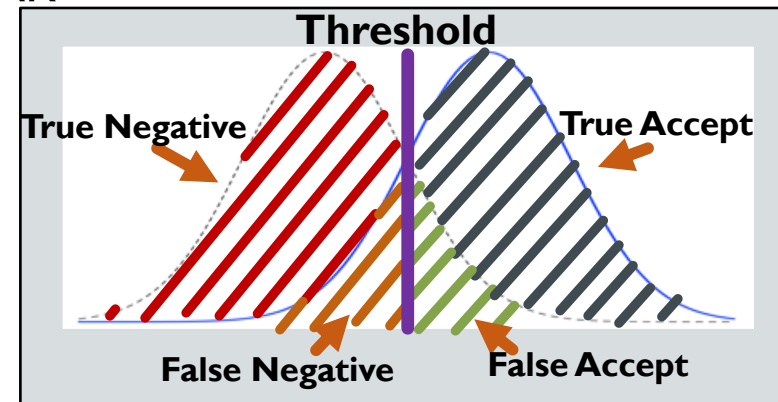 Threshold
True Negative
True Accept
False Negative
False Accept